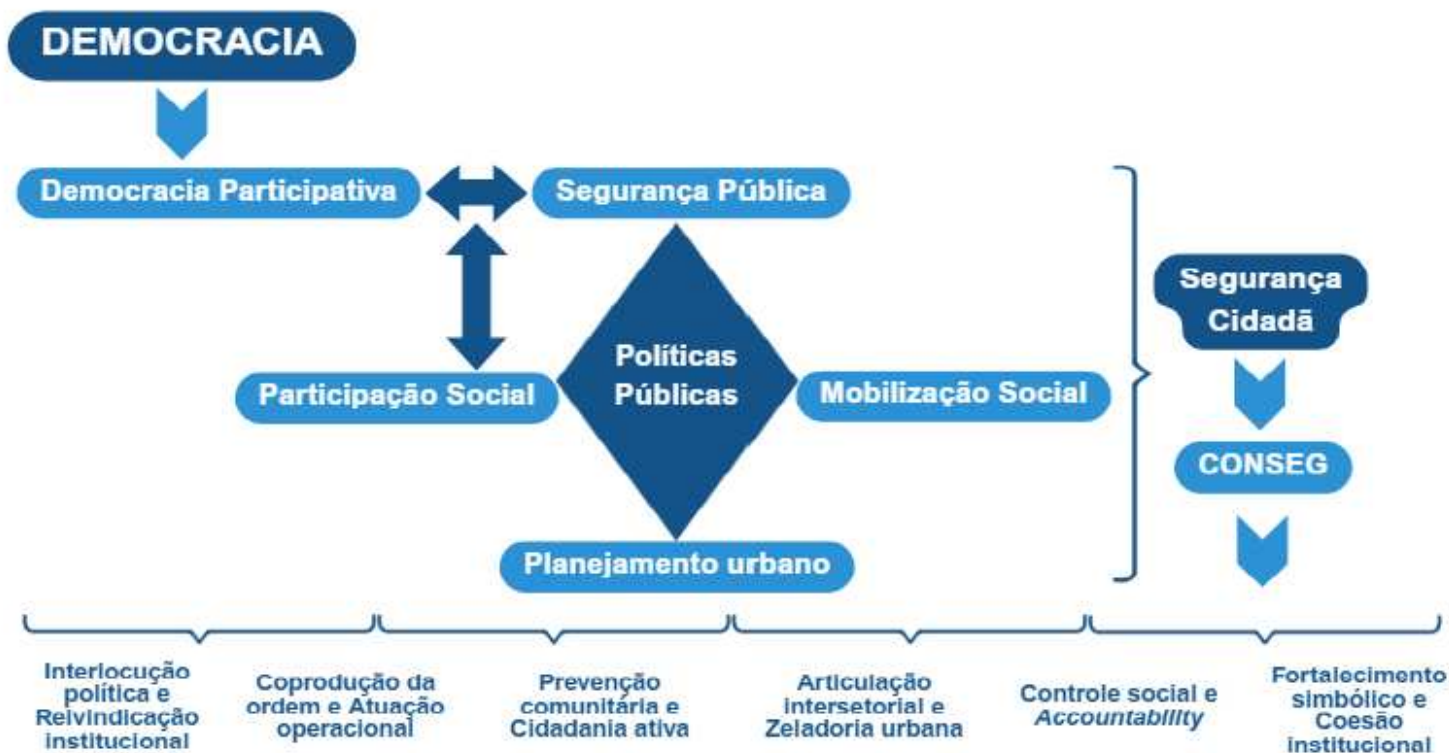 DEMOCRACIA
Democracia Participativa
Segurança Pública
Segurança
Cidadã
Políticas
Públicas
Participação Social
Mobilização Social
CONSEG
Planejamento urbano
Interlocução
política e
Reivindicação
institucional
Coprodução da
ordem e Atuação
operacional
Prevenção
comunitária e
Cidadania ativa
Articulação
intersetorial e
Zeladoria urbana
Controle social e
Accountability
Fortalecimento
simbólico e
Coesão
institucional